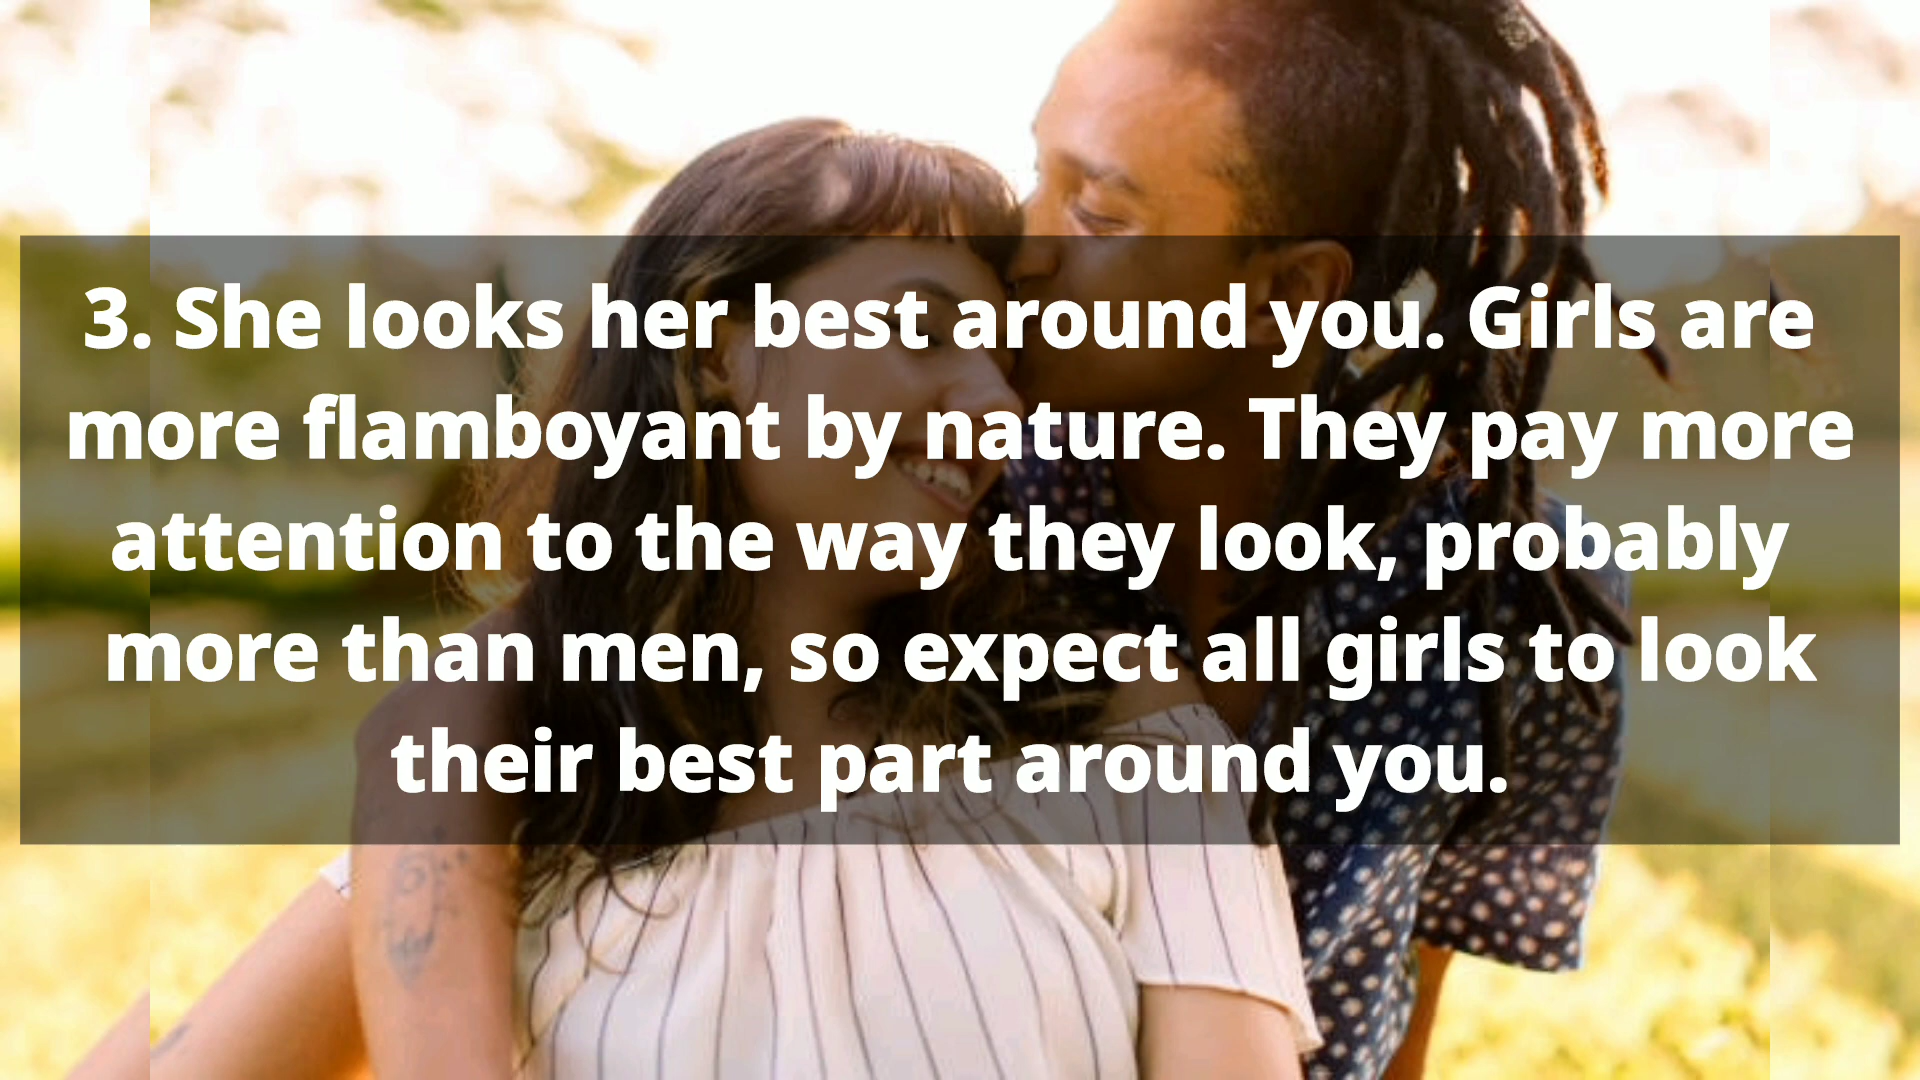 3. She looks her best around you. Girls are
more flamboyant by nature. They pay more
attention to the way they look, probably
more than men, so expect all girls to look
their best part around you.